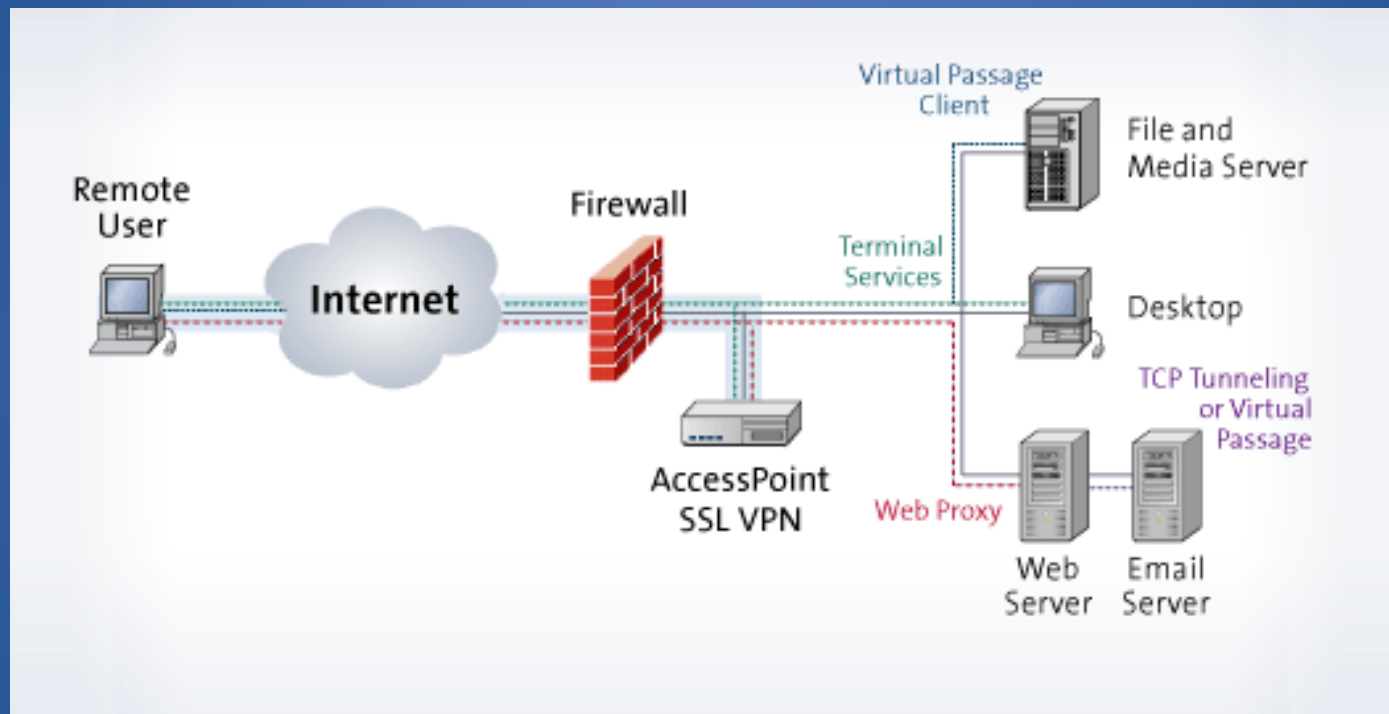 Virtual Passage
Client
File and
Media Server
Remote
User
Firewall
Internet
Terminal
Services
Desktop
TCP Tunneling
or Virtual
Passage
AccessPoint
SSL VPN
Web Proxy
Web
Server
Email
Server